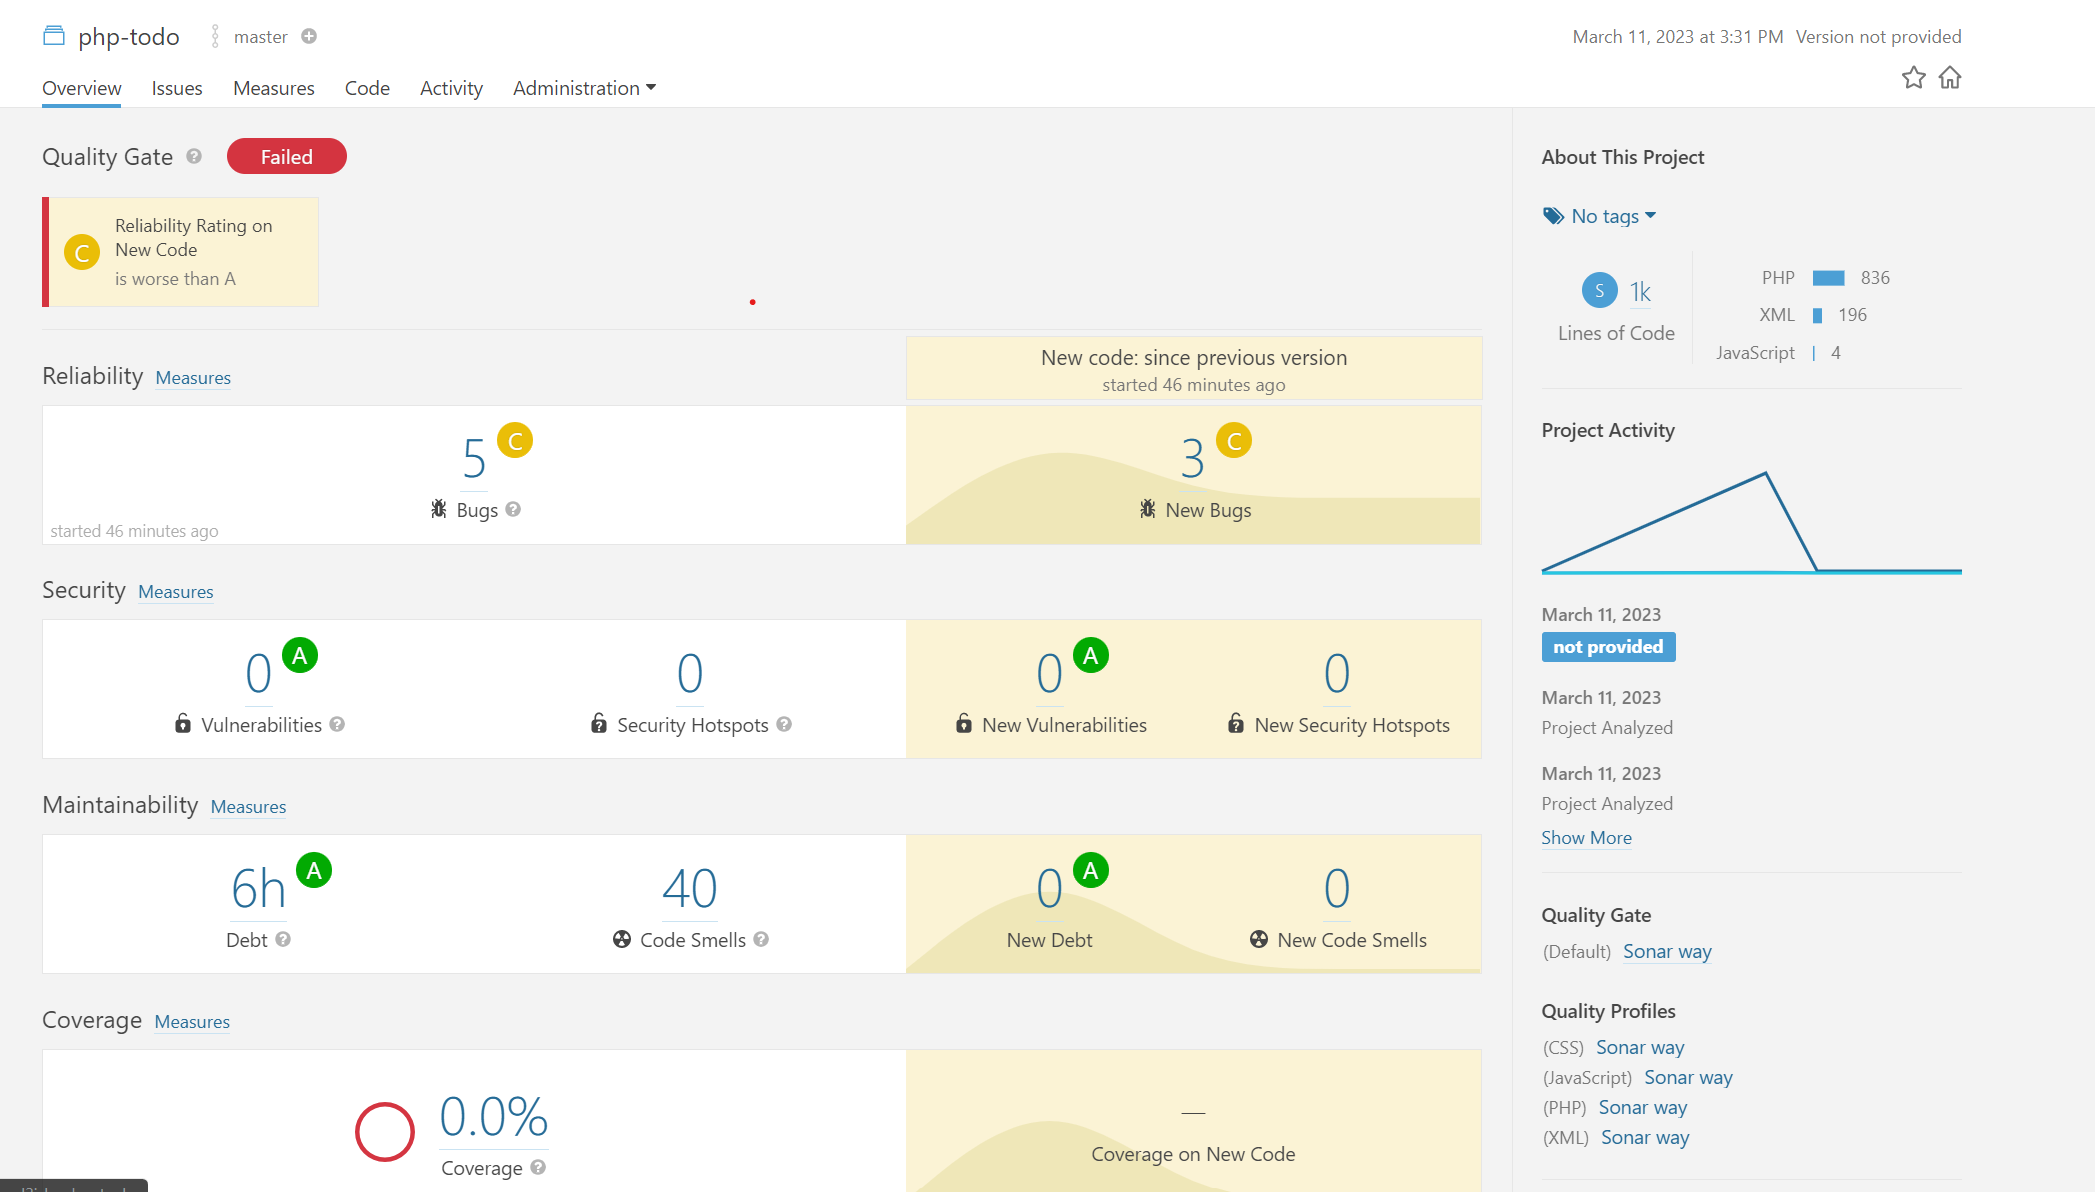 php-todo master
March 11, 2023 at 3:31 PM Version not provided
Overview Issues Measures Code Activity Administration
Quality Gate ? Failed
C
Reliability Rating on
New Code
is worse than A
New code: since previous version
started 46 minutes ago
Reliability Measures
5 C
Bugs ?
started 46 minutes ago
3 C
New Bugs
Security Measures
0 A
Vulnerabilities ?
0
Security Hotspots ?
0 A
New Vulnerabilities
0
New Security Hotspots
Maintainability Measures
6h A
Debt ?
40
Code Smells ?
0 A
New Debt
0
New Code Smells
Coverage Measures
0.0%
Coverage ?
—
Coverage on New Code
About This Project
No tags
S 1k
Lines of Code
PHP 836
XML 196
JavaScript 4
Project Activity
March 11, 2023
not provided
March 11, 2023
Project Analyzed
March 11, 2023
Project Analyzed
Show More
Quality Gate
(Default) Sonar way
Quality Profiles
(CSS) Sonar way
(JavaScript) Sonar way
(PHP) Sonar way
(XML) Sonar way